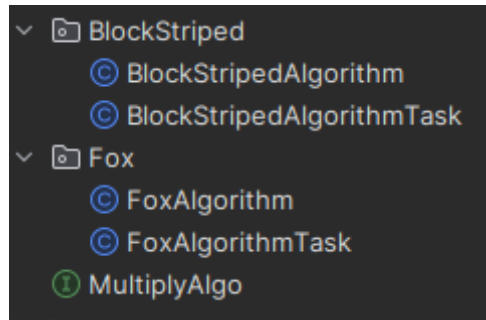 BlockStriped
BlockStripedAlgorithm
BlockStripedAlgorithmTask
Fox
FoxAlgorithm
FoxAlgorithmTask
MultiplyAlgo